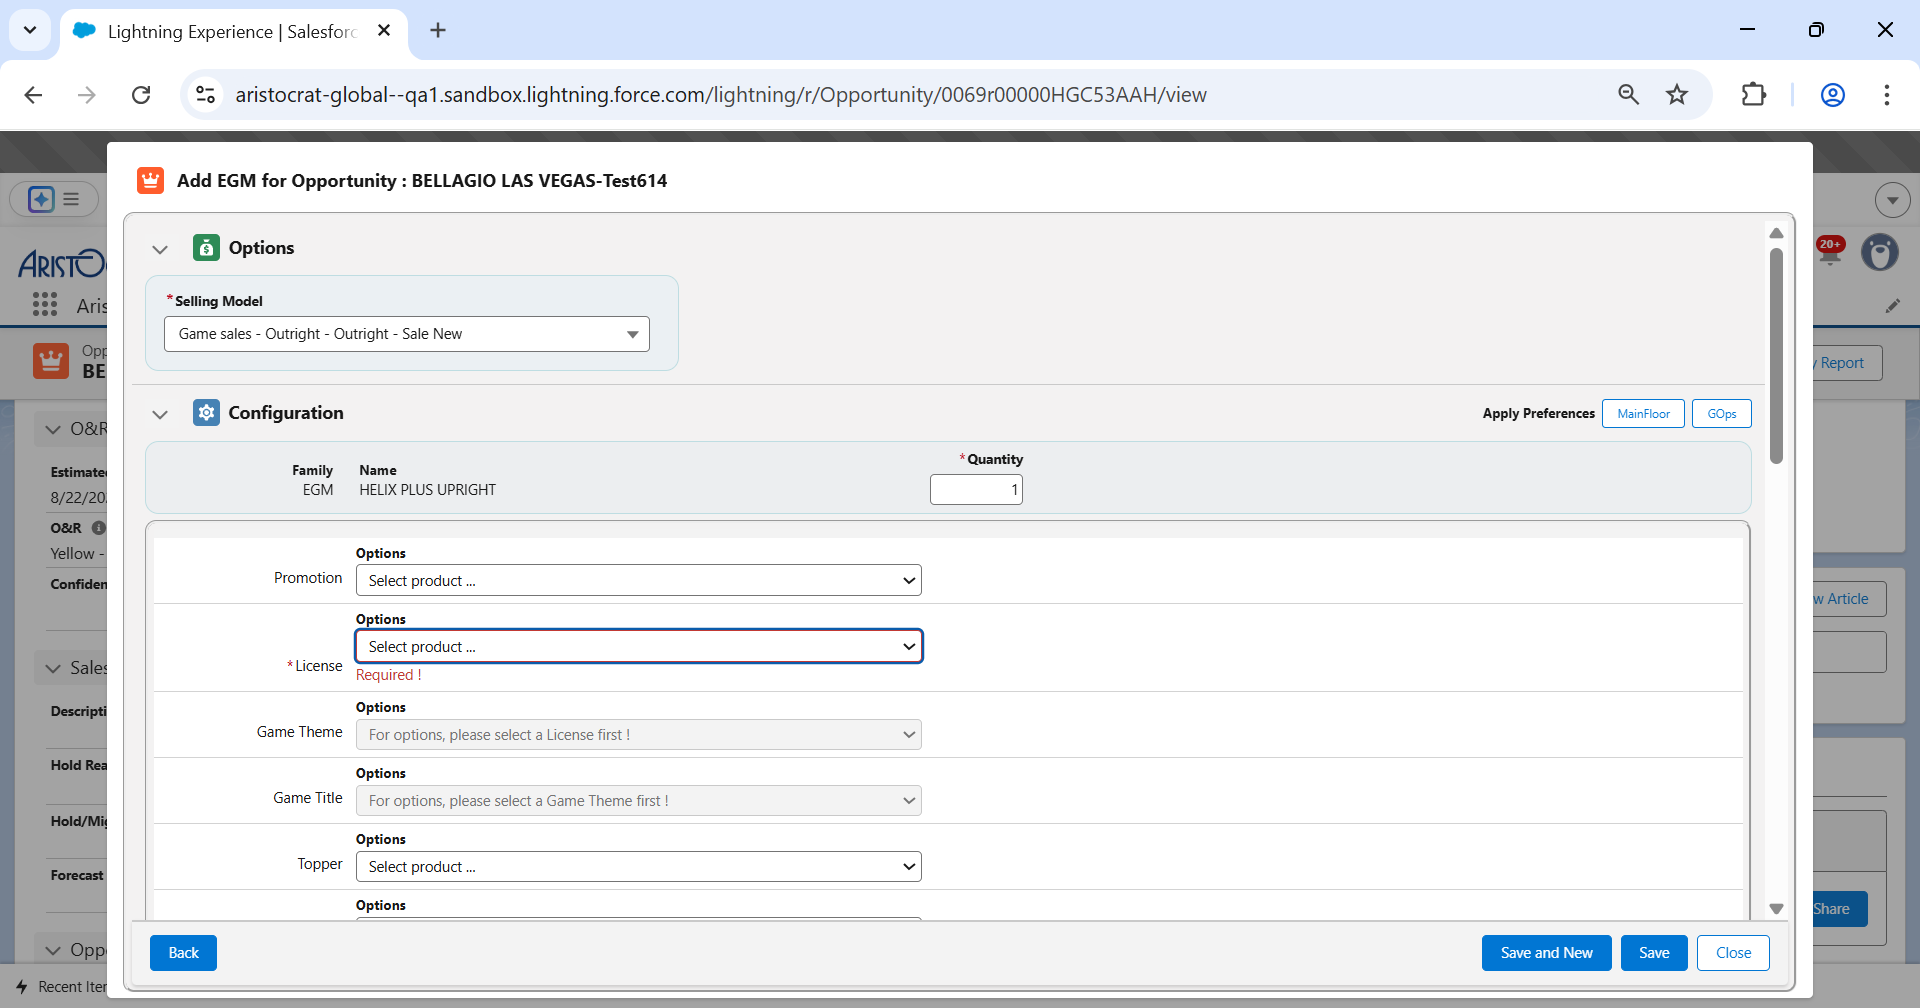 Lightning Experience | Salesforc
aristocrat-global--qa1.sandbox.lightning.force.com/lightning/r/Opportunity/0069r00000HGC53AAH/view
Add EGM for Opportunity : BELLAGIO LAS VEGAS-Test614
Options
*Selling Model
Game sales - Outright - Outright - Sale New
Configuration
Apply Preferences MainFloor GOps
Family Name *Quantity
EGM HELIX PLUS UPRIGHT 1
Options
Promotion Select product ...
Options
Select product ...
*License
Required !
Options
Game Theme For options, please select a License first !
Options
Game Title For options, please select a Game Theme first !
Options
Topper Select product ...
Options
Back Save and New Save Close
ARISTOC
Aris
Opp
BE
O&R
Estimated
8/22/20
O&R
Yellow -
Confiden
Sales
Descripti
Hold Rea
Hold/Mig
Forecast
Oppo
Recent Iter
20+
y Report
w Article
Share